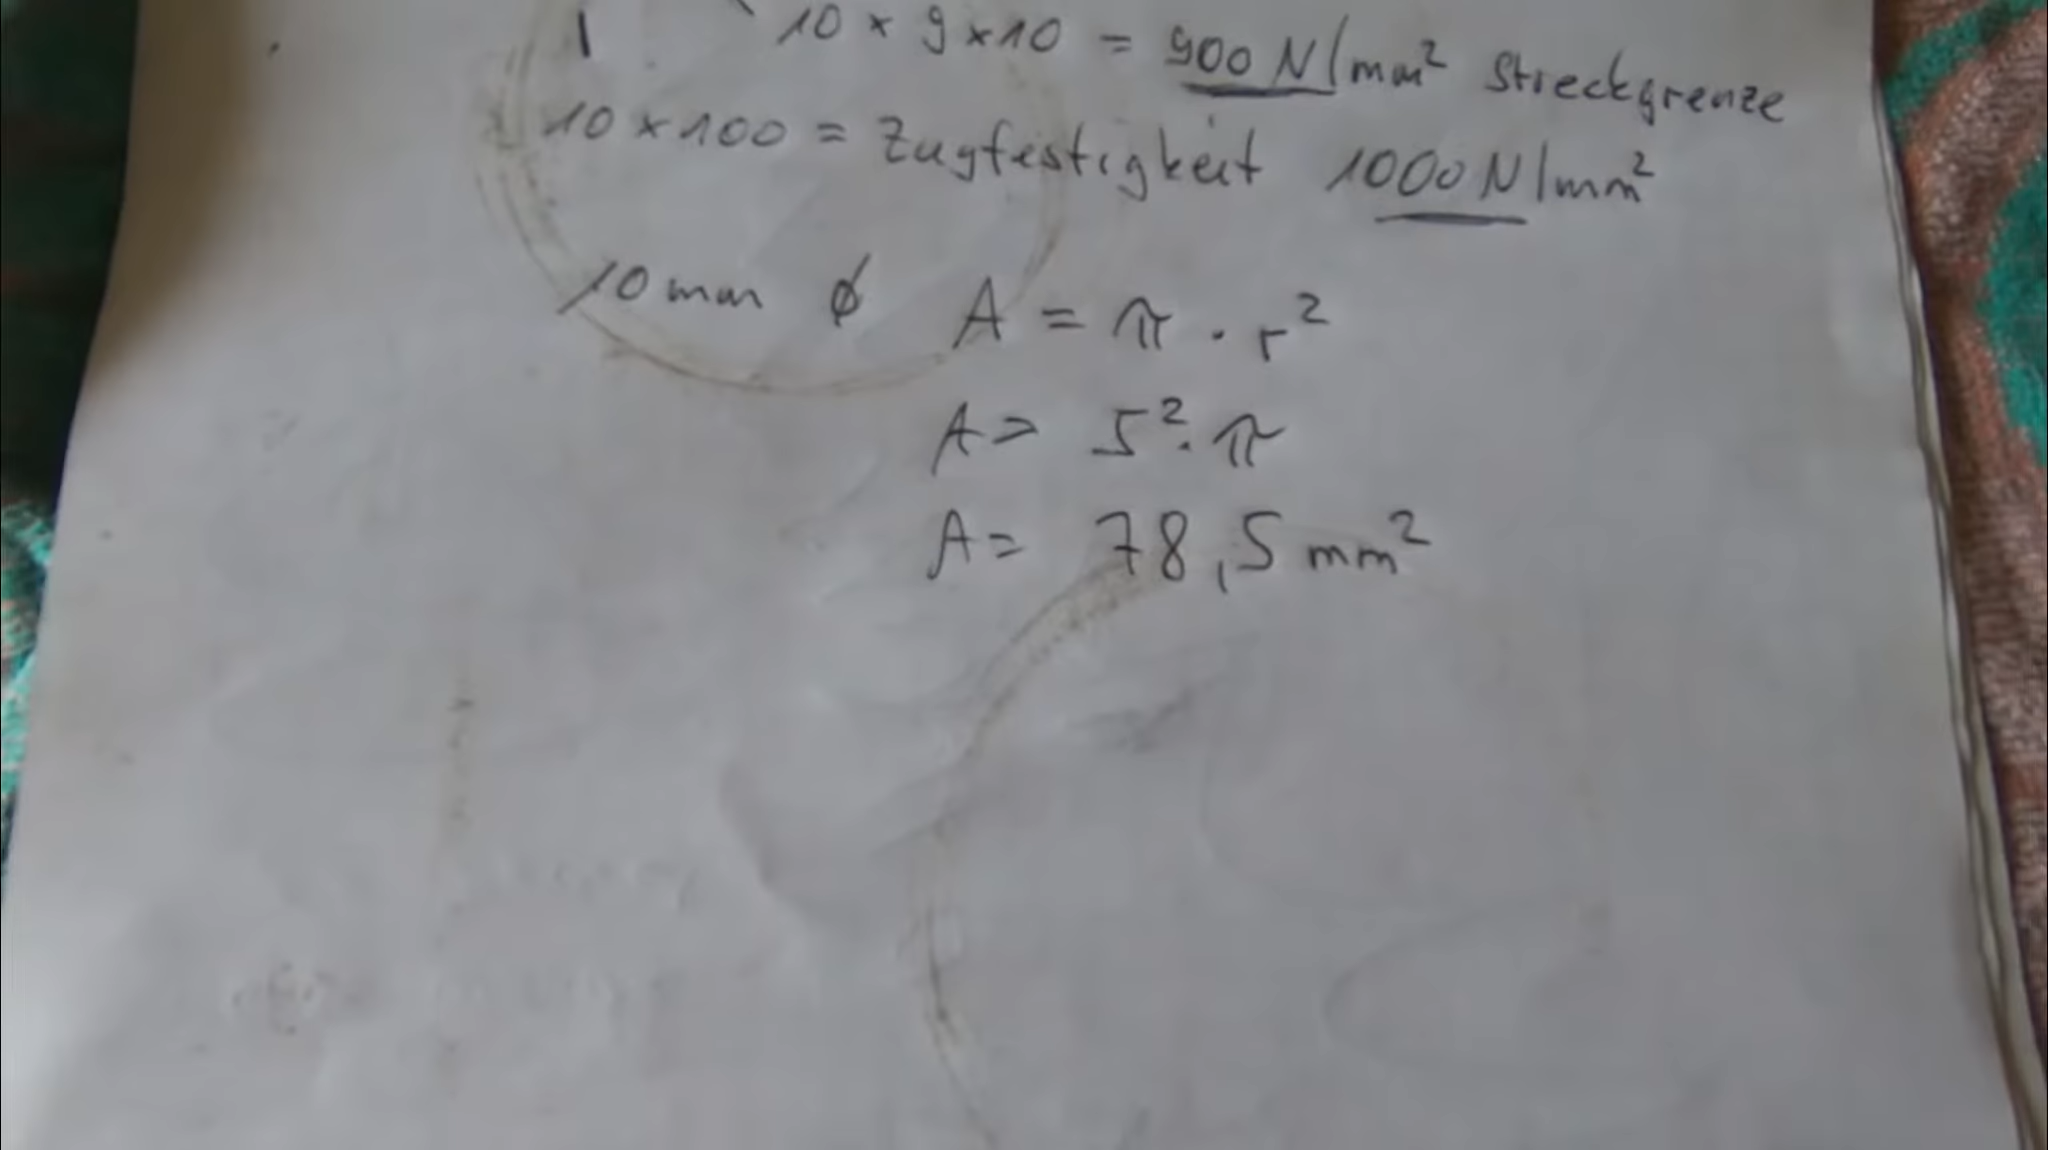 10 × 9 × 10 = 900 N/mm² Streckgrenze
10 × 100 = Zugfestigkeit 1000 N/mm²
10 mm ø A = π · r²
A = 5² · π
A = 78,5 mm²